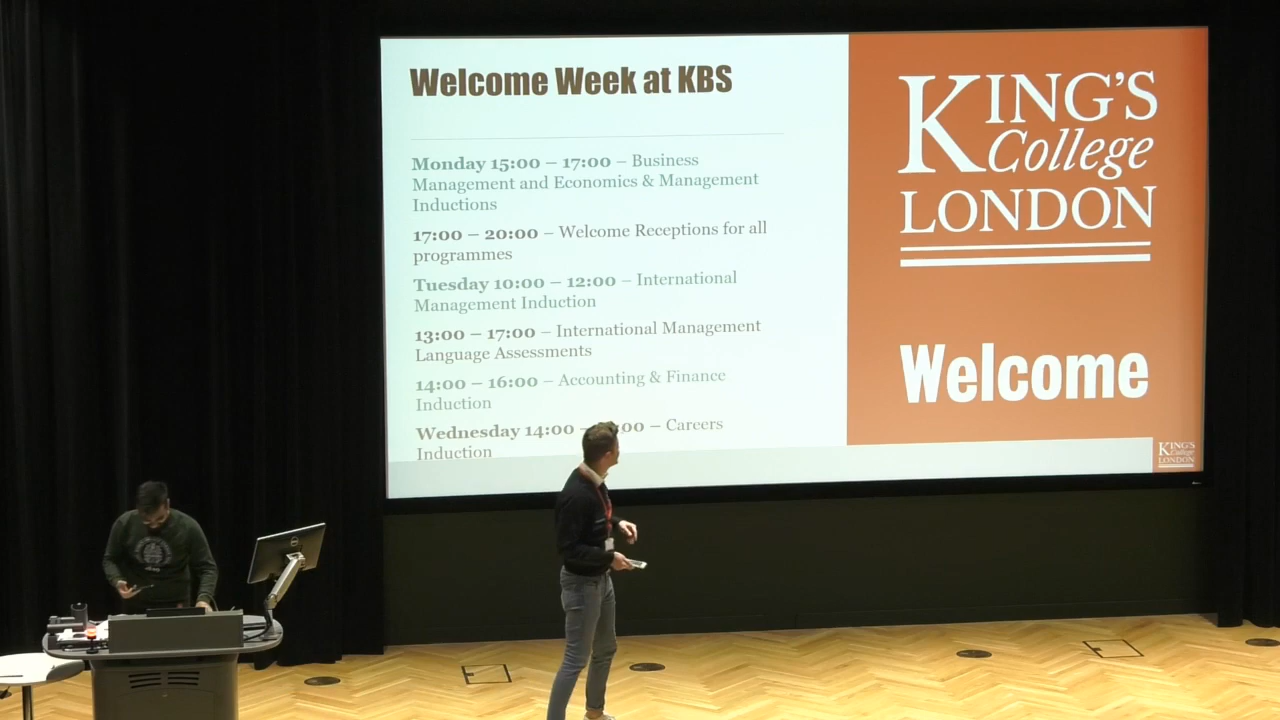 Welcome Week at KBS
Monday 15:00 – 17:00 – Business
Management and Economics & Management
Inductions
17:00 – 20:00 – Welcome Receptions for all
programmes
Tuesday 10:00 – 12:00 – International
Management Induction
13:00 – 17:00 – International Management
Language Assessments
14:00 – 16:00 – Accounting & Finance
Induction
Wednesday 14:00 – :00 – Careers
Induction
KING'S
College
LONDON
Welcome
KING'S
College
LONDON